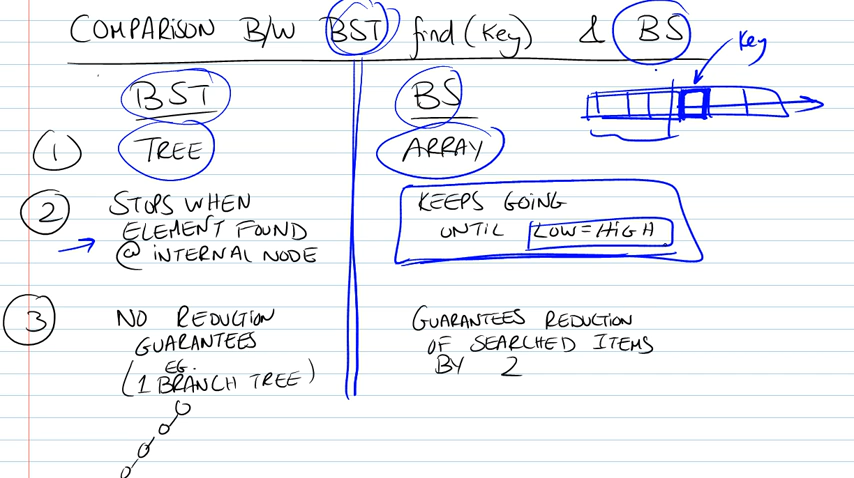 COMPARISON B/W BST find(Key) & BS
Key
BST BS
1 TREE ARRAY
2 STOPS WHEN
ELEMENT FOUND
@ INTERNAL NODE
KEEPS GOING
UNTIL LOW=HIGH
3 NO REDUCTION
GUARANTEES
EG.
(1 BRANCH TREE)
GUARANTEES REDUCTION
OF SEARCHED ITEMS
BY 2